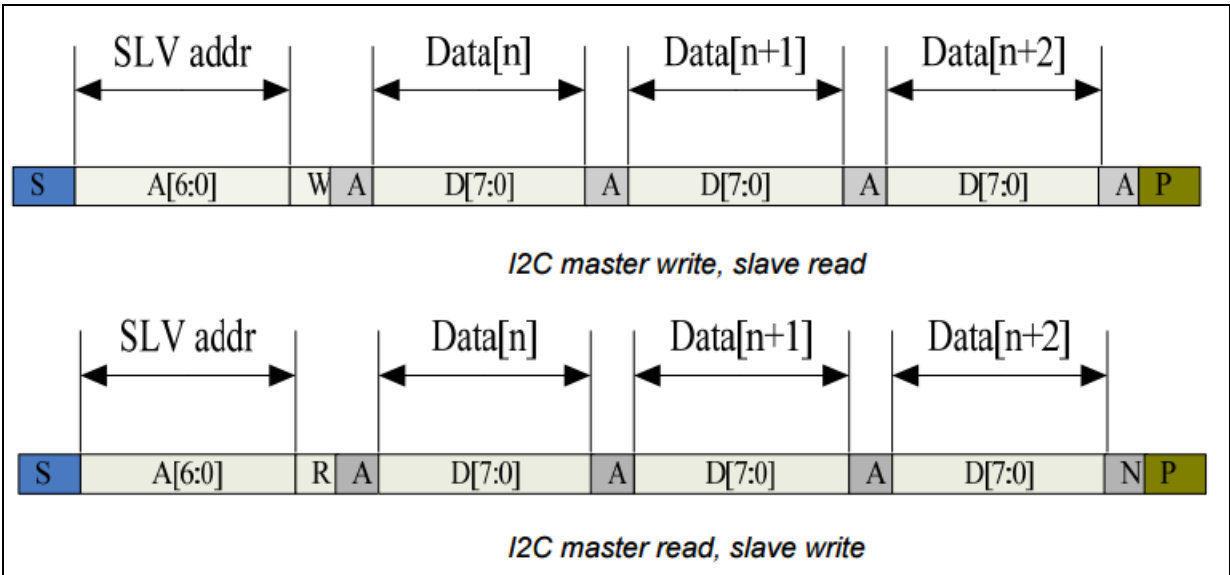 SLV addr Data[n] Data[n+1] Data[n+2]
S A[6:0] W A D[7:0] A D[7:0] A D[7:0] A P
I2C master write, slave read
SLV addr Data[n] Data[n+1] Data[n+2]
S A[6:0] R A D[7:0] A D[7:0] A D[7:0] N P
I2C master read, slave write